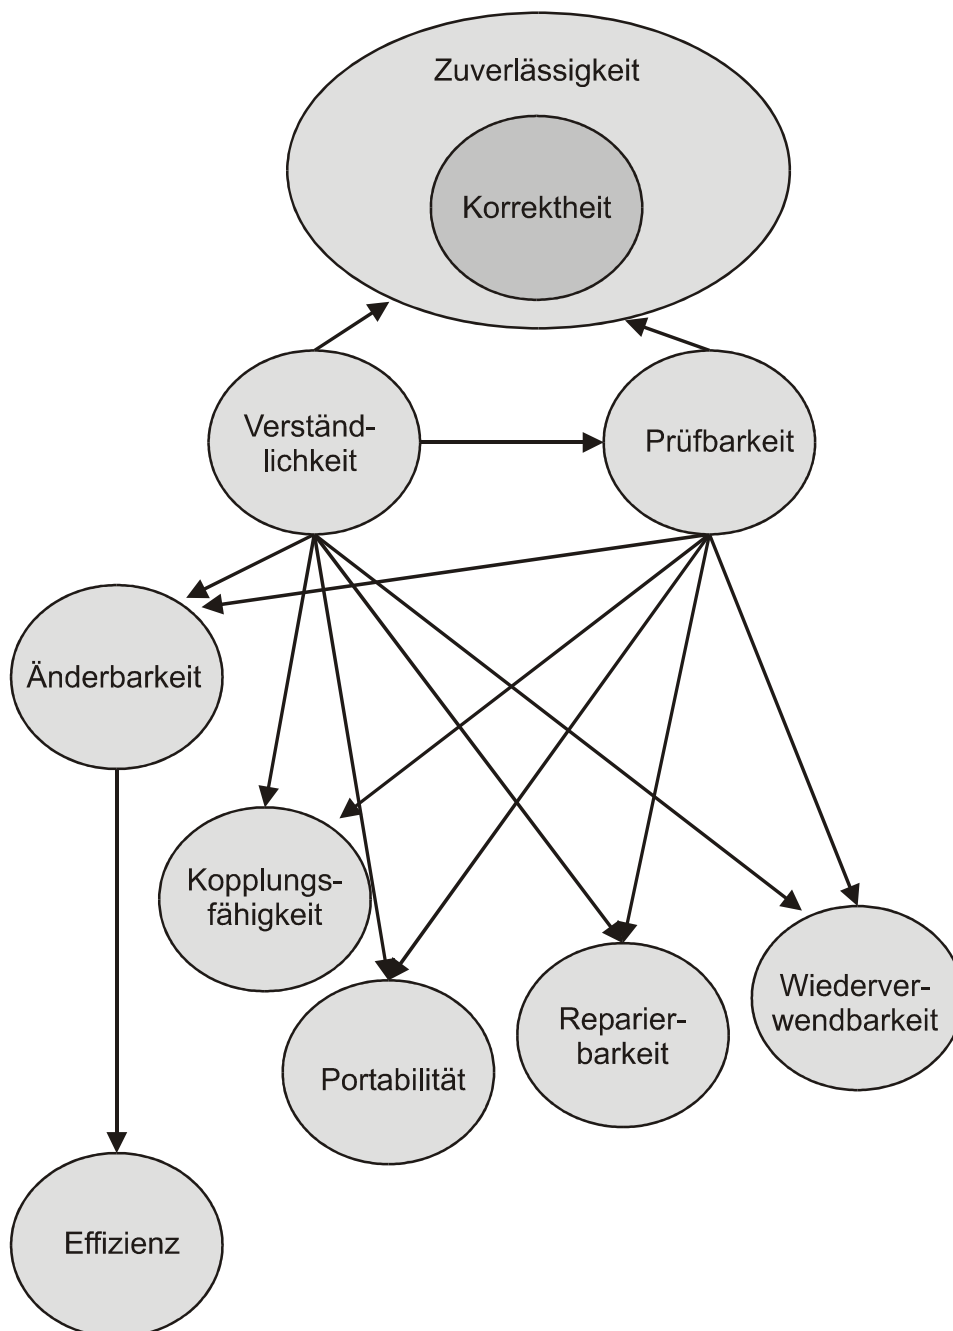 Zuverlässigkeit
Korrektheit
Verständ-
lichkeit
Prüfbarkeit
Änderbarkeit
Kopplungs-
fähigkeit
Portabilität
Reparier-
barkeit
Wiederver-
wendbarkeit
Effizienz